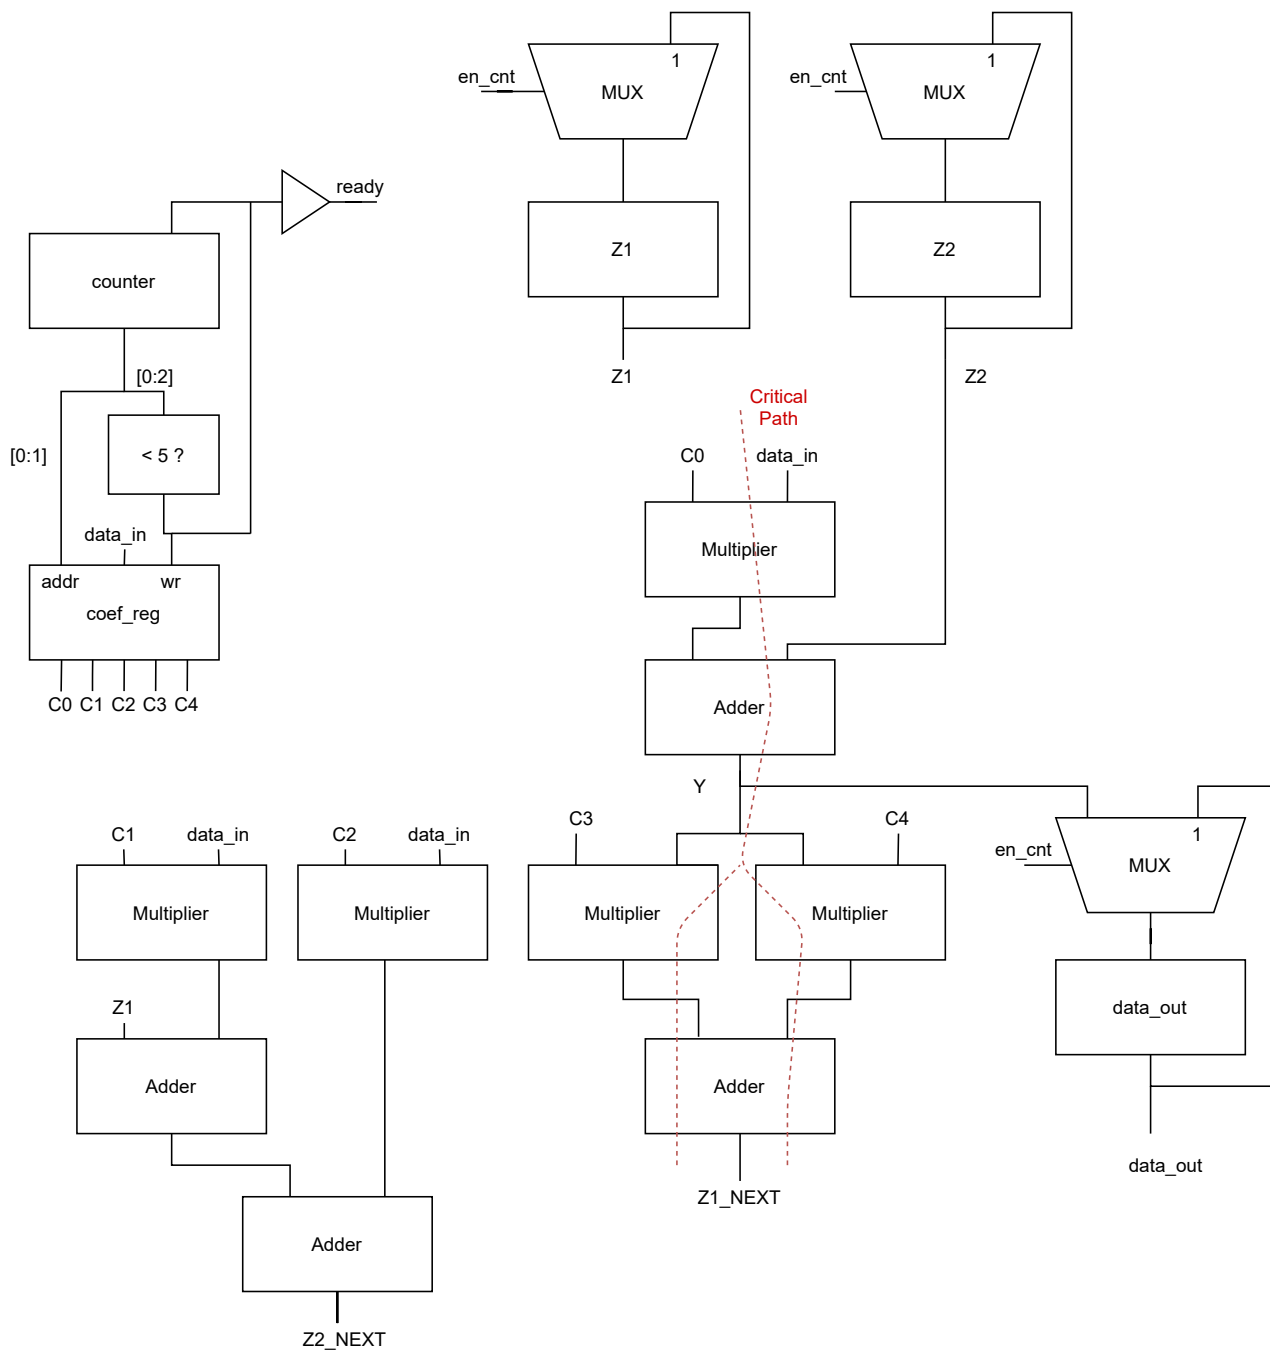 1
1
en_cnt
MUX
en_cnt
MUX
ready
counter
Z1
Z2
[0:2]
Z1
Z2
Critical
Path
[0:1]
< 5 ?
C0
data_in
data_in
Multiplier
addr
wr
coef_reg
C0
C1
C2
C3
C4
Adder
Y
C3
C4
C1
data_in
C2
data_in
1
en_cnt
MUX
Multiplier
Multiplier
Multiplier
Multiplier
Z1
data_out
Adder
Adder
data_out
Z1_NEXT
Adder
Z2_NEXT